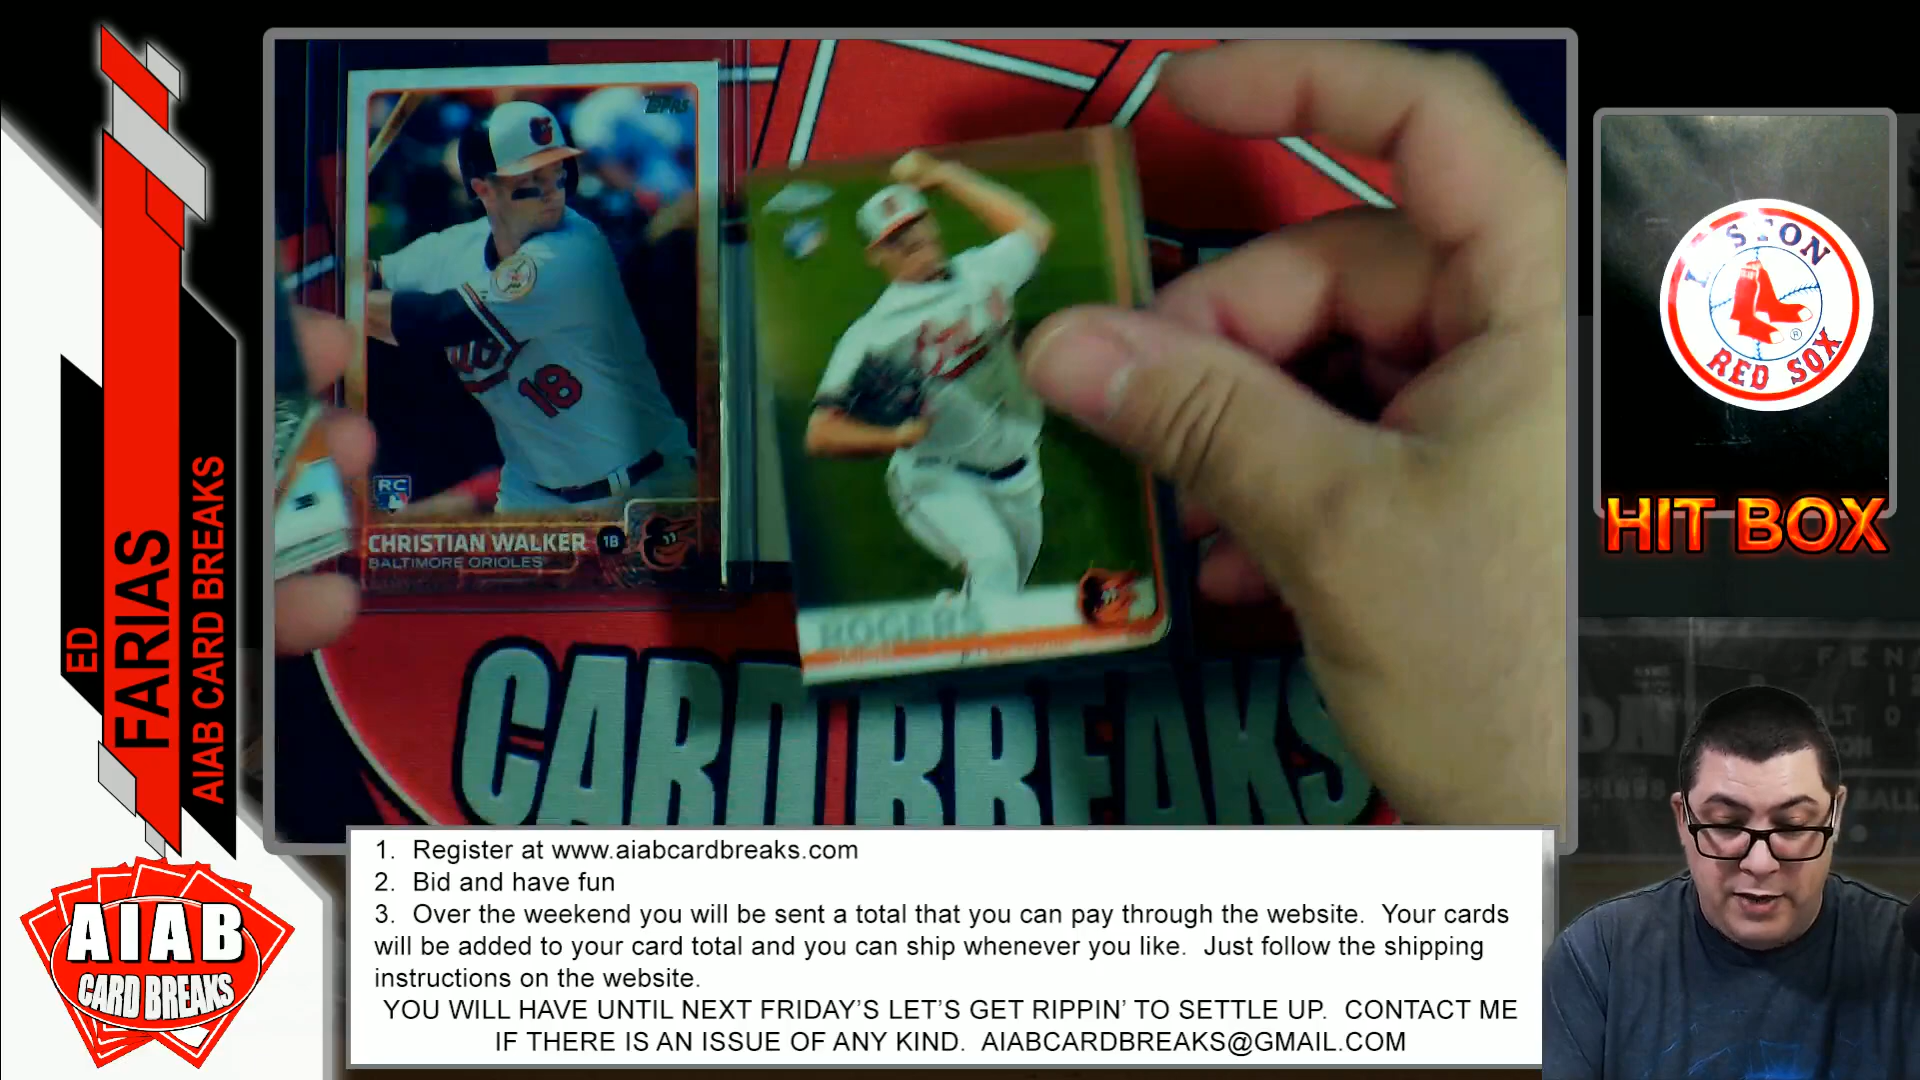 ED
FARIAS
AIAB CARD BREAKS
AIAB
CARD BREAKS
TOPPS
18
RC
CHRISTIAN WALKER 1B
BALTIMORE ORIOLES
ROGERS
CARD BREAKS
RED SOX
HIT BOX
1. Register at www.aiabcardbreaks.com
2. Bid and have fun
3. Over the weekend you will be sent a total that you can pay through the website. Your cards
will be added to your card total and you can ship whenever you like. Just follow the shipping
instructions on the website.
YOU WILL HAVE UNTIL NEXT FRIDAY'S LET'S GET RIPPIN' TO SETTLE UP. CONTACT ME
IF THERE IS AN ISSUE OF ANY KIND. AIABCARDBREAKS@GMAIL.COM